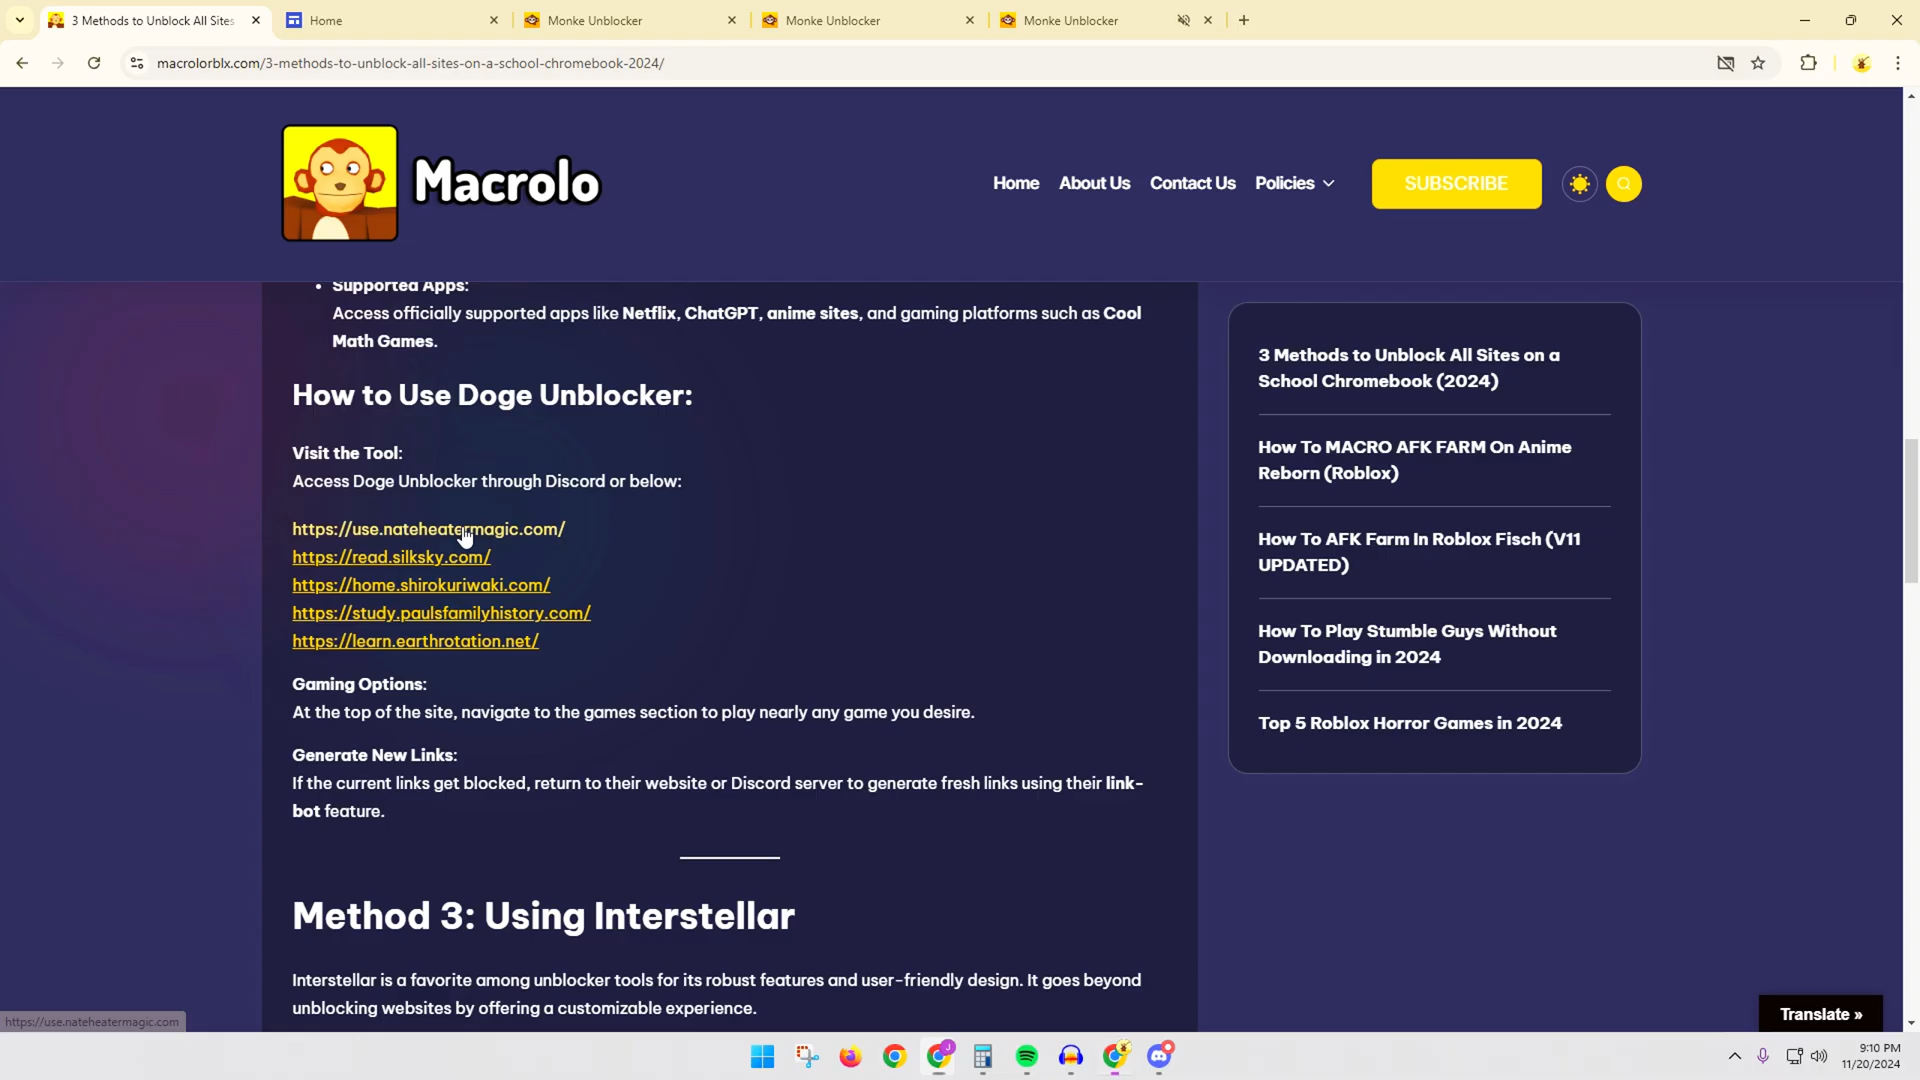 3 Methods to Unblock All Sites
Home
Monke Unblocker
Monke Unblocker
Monke Unblocker
macrolorblx.com/3-methods-to-unblock-all-sites-on-a-school-chromebook-2024/
Macrolo
Home
About Us
Contact Us
Policies
SUBSCRIBE
• Supported Apps:
Access officially supported apps like Netflix, ChatGPT, anime sites, and gaming platforms such as Cool
Math Games.
How to Use Doge Unblocker:
Visit the Tool:
Access Doge Unblocker through Discord or below:
https://use.nateheatermagic.com/
https://read.silksky.com/
https://home.shirokuriwaki.com/
https://study.paulsfamilyhistory.com/
https://learn.earthrotation.net/
Gaming Options:
At the top of the site, navigate to the games section to play nearly any game you desire.
Generate New Links:
If the current links get blocked, return to their website or Discord server to generate fresh links using their link-
bot feature.
Method 3: Using Interstellar
Interstellar is a favorite among unblocker tools for its robust features and user-friendly design. It goes beyond
unblocking websites by offering a customizable experience.
3 Methods to Unblock All Sites on a
School Chromebook (2024)
How To MACRO AFK FARM On Anime
Reborn (Roblox)
How To AFK Farm In Roblox Fisch (V11
UPDATED)
How To Play Stumble Guys Without
Downloading in 2024
Top 5 Roblox Horror Games in 2024
Translate »
https://use.nateheatermagic.com
J
9:10 PM
11/20/2024